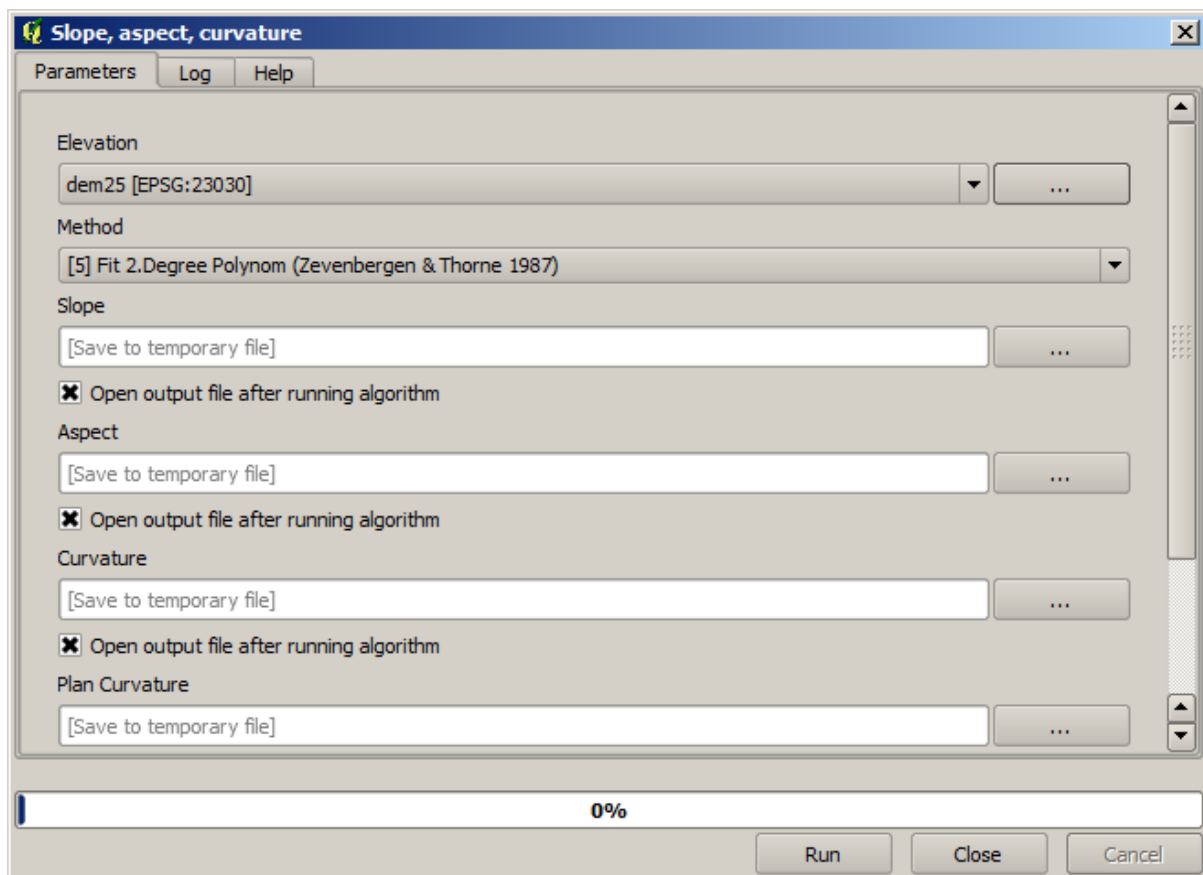 Slope, aspect, curvature
Parameters Log Help
Elevation
dem25 [EPSG:23030] ...
Method
[5] Fit 2.Degree Polynom (Zevenbergen & Thorne 1987)
Slope
[Save to temporary file] ...
Open output file after running algorithm
Aspect
[Save to temporary file] ...
Open output file after running algorithm
Curvature
[Save to temporary file] ...
Open output file after running algorithm
Plan Curvature
[Save to temporary file] ...
0%
Run Close Cancel